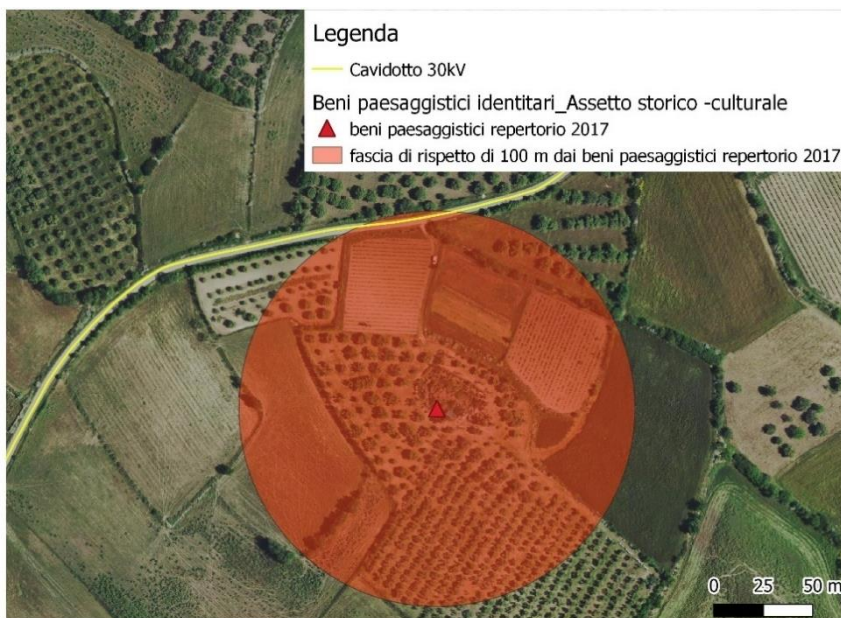 Legenda
Cavidotto 30kV
Beni paesaggistici identitari_Assetto storico -culturale
beni paesaggistici repertorio 2017
fascia di rispetto di 100 m dai beni paesaggistici repertorio 2017
0 25 50 m